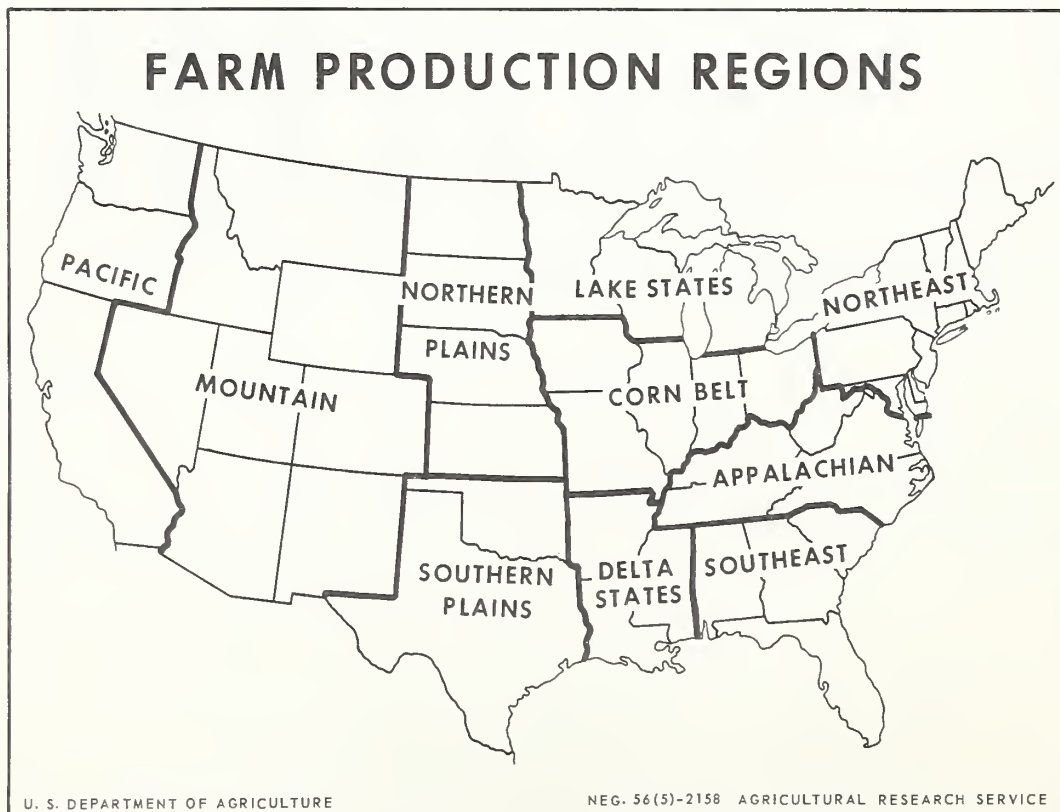 FARM PRODUCTION REGIONS
PACIFIC
NORTHERN
PLAINS
LAKE STATES
NORTHEAST
MOUNTAIN
CORN BELT
APPALACHIAN
SOUTHERN
PLAINS
DELTA
STATES
SOUTHEAST
U. S. DEPARTMENT OF AGRICULTURE
NEG. 56(5)-2158 AGRICULTURAL RESEARCH SERVICE